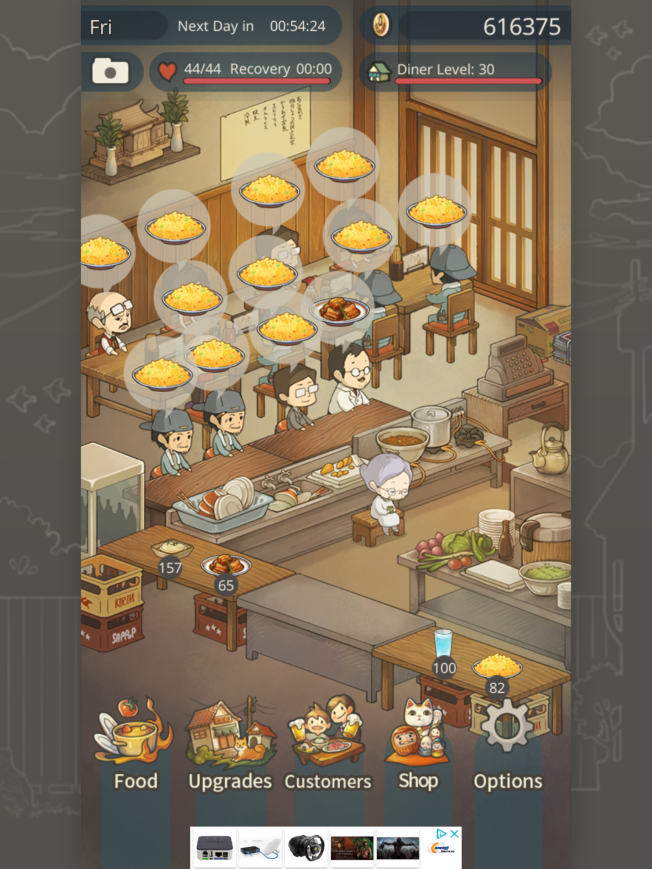 Fri
Next Day in 00:54:24
616375
44/44 Recovery 00:00
Diner Level: 30
157
65
100
82
Food
Upgrades
Customers
Shop
Options